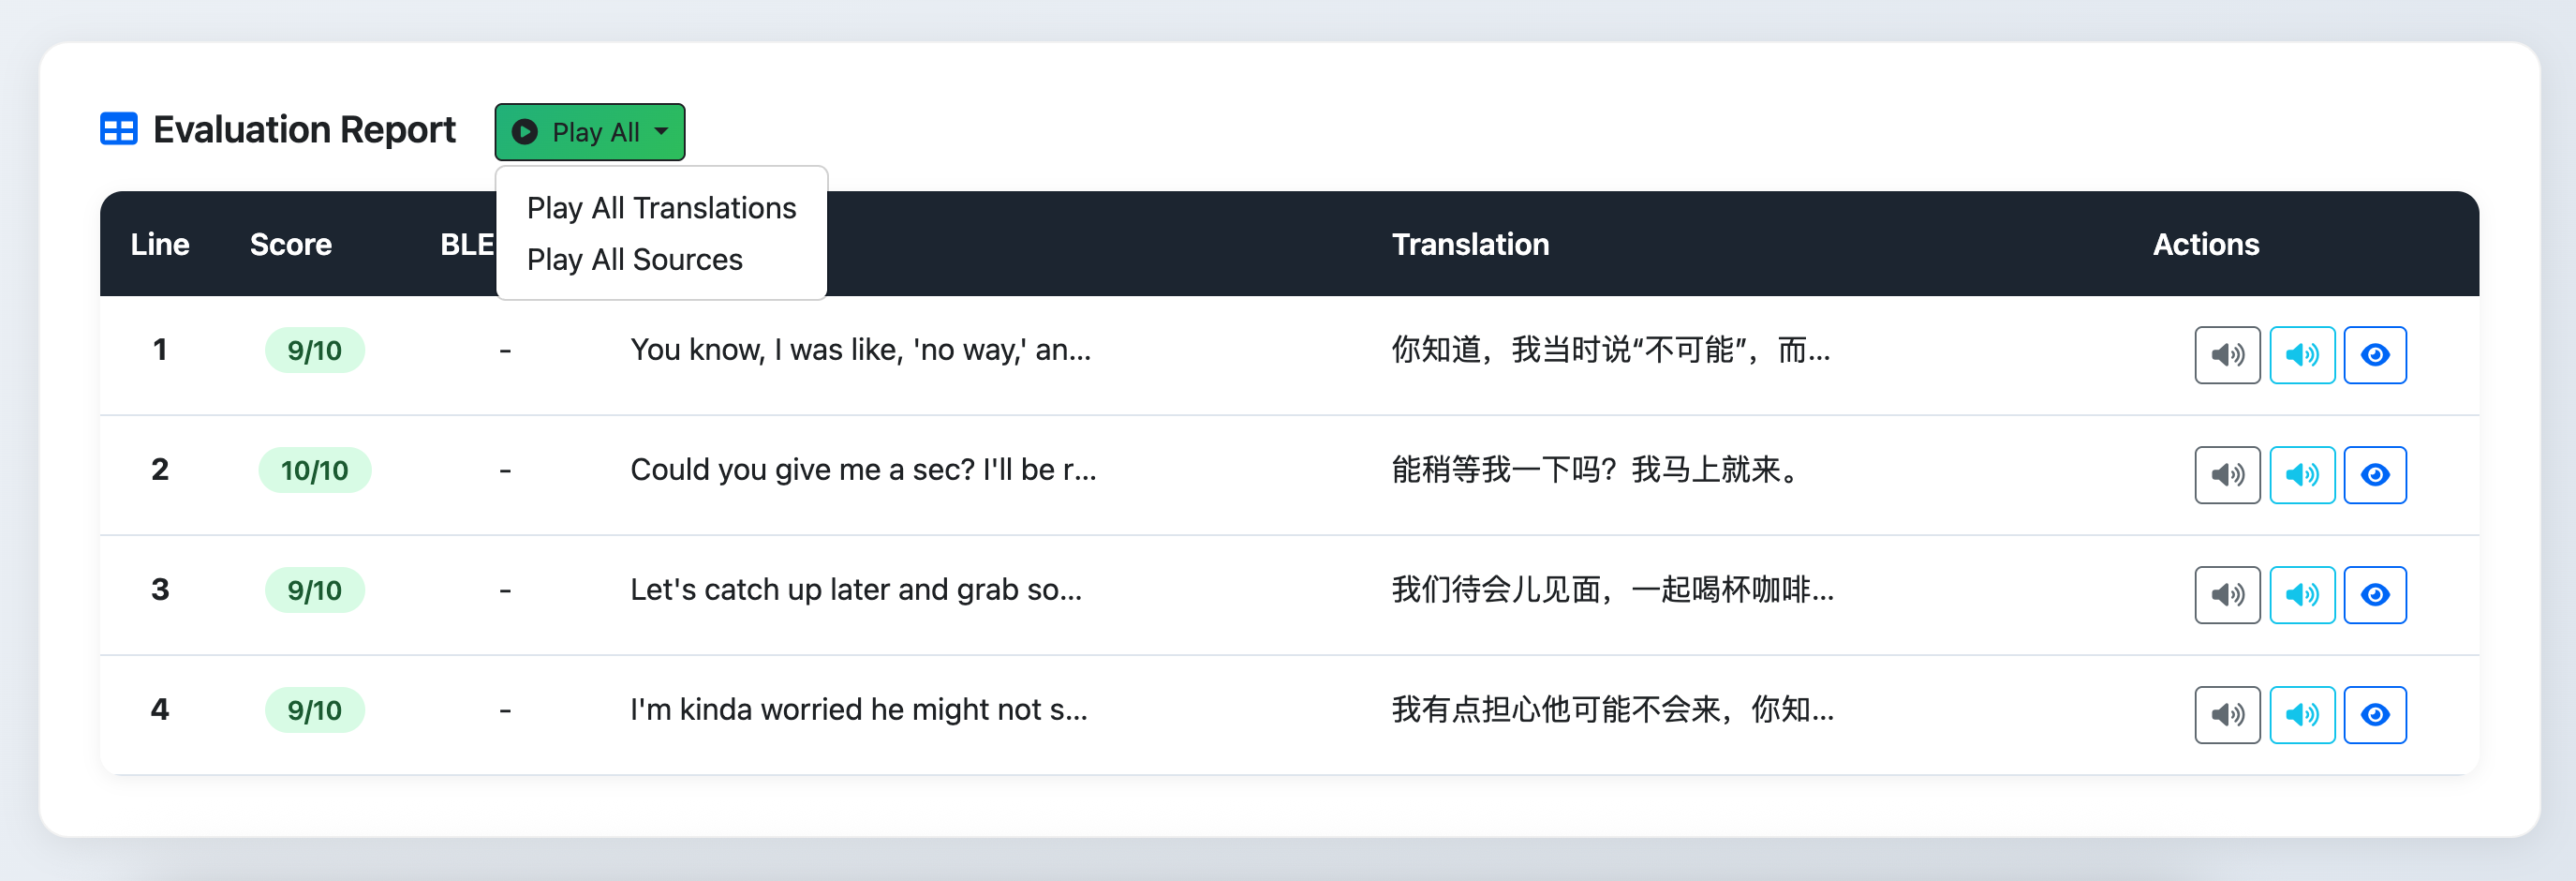 Evaluation Report
Play All
Play All Translations
Play All Sources
Line Score BLE Translation Actions
1 9/10 - You know, I was like, 'no way,' an... 你知道，我当时说“不可能”，而...
2 10/10 - Could you give me a sec? I'll be r... 能稍等我一下吗？我马上就来。
3 9/10 - Let's catch up later and grab so... 我们待会儿见面，一起喝杯咖啡...
4 9/10 - I'm kinda worried he might not s... 我有点担心他可能不会来，你知...